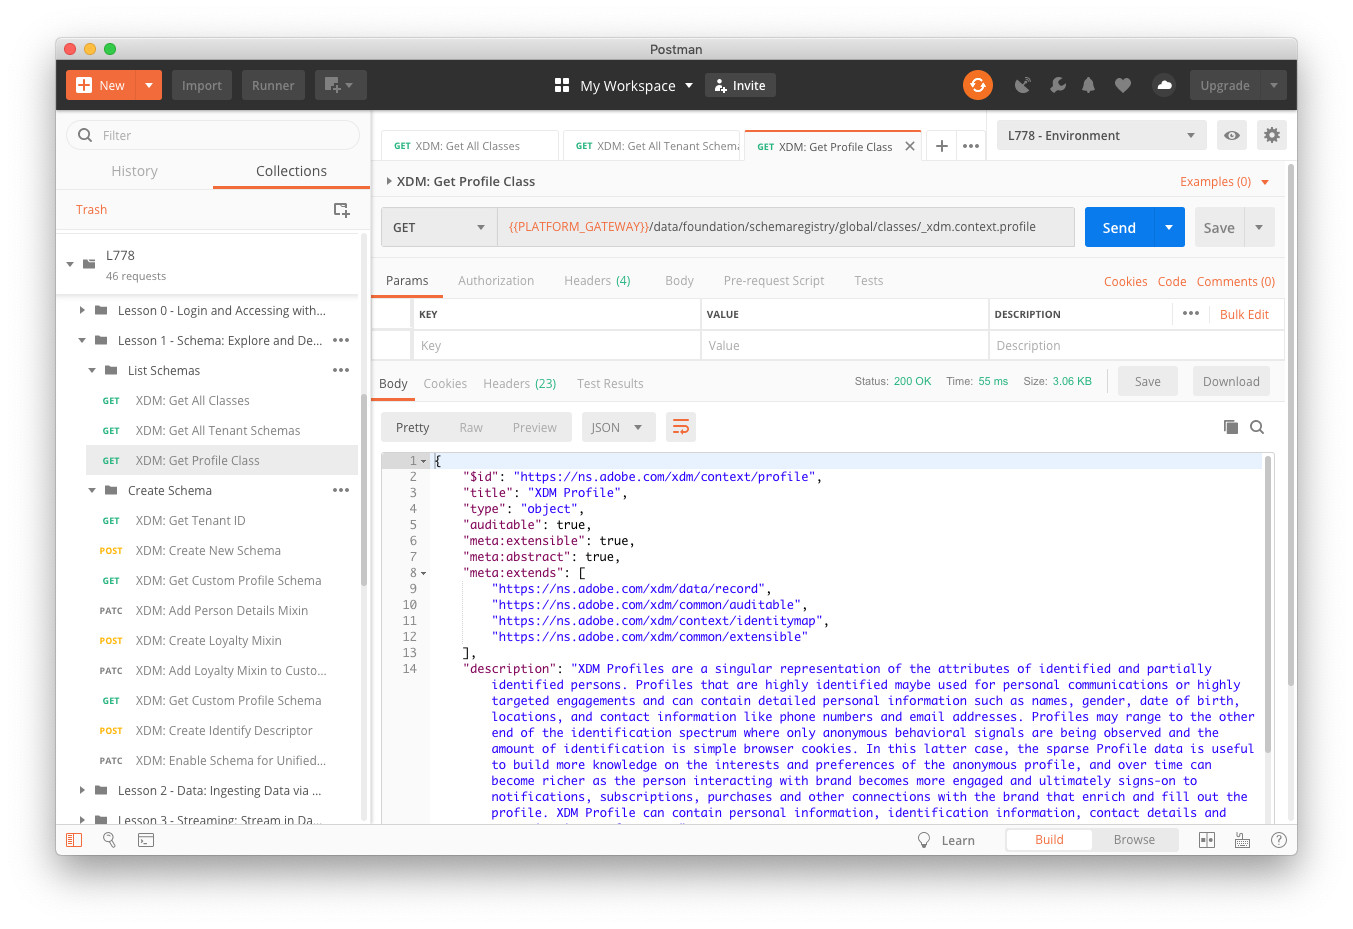 Postman
New
Import
Runner
My Workspace
Invite
Upgrade
Filter
History
Collections
Trash
L778
46 requests
Lesson 0 - Login and Accessing with...
Lesson 1 - Schema: Explore and De...
List Schemas
GET XDM: Get All Classes
GET XDM: Get All Tenant Schemas
GET XDM: Get Profile Class
Create Schema
GET XDM: Get Tenant ID
POST XDM: Create New Schema
GET XDM: Get Custom Profile Schema
PATC XDM: Add Person Details Mixin
POST XDM: Create Loyalty Mixin
PATC XDM: Add Loyalty Mixin to Custo...
GET XDM: Get Custom Profile Schema
POST XDM: Create Identify Descriptor
PATC XDM: Enable Schema for Unified...
Lesson 2 - Data: Ingesting Data via ...
Lesson 3 - Streaming: Stream in Da...
GET XDM: Get All Classes
GET XDM: Get All Tenant Schema
GET XDM: Get Profile Class
L778 - Environment
XDM: Get Profile Class
Examples (0)
GET
{{PLATFORM_GATEWAY}}/data/foundation/schemaregistry/global/classes/_xdm.context.profile
Send
Save
Params Authorization Headers (4) Body Pre-request Script Tests
Cookies Code Comments (0)
KEY VALUE DESCRIPTION
Bulk Edit
Key Value Description
Body Cookies Headers (23) Test Results
Status: 200 OK Time: 55 ms Size: 3.06 KB
Save
Download
Pretty Raw Preview
JSON
1 {
2 "$id": "https://ns.adobe.com/xdm/context/profile",
3 "title": "XDM Profile",
4 "type": "object",
5 "auditable": true,
6 "meta:extensible": true,
7 "meta:abstract": true,
8 "meta:extends": [
9 "https://ns.adobe.com/xdm/data/record",
10 "https://ns.adobe.com/xdm/common/auditable",
11 "https://ns.adobe.com/xdm/context/identitymap",
12 "https://ns.adobe.com/xdm/common/extensible"
13 ],
14 "description": "XDM Profiles are a singular representation of the attributes of identified and partially
identified persons. Profiles that are highly identified maybe used for personal communications or highly
targeted engagements and can contain detailed personal information such as names, gender, date of birth,
locations, and contact information like phone numbers and email addresses. Profiles may range to the other
end of the identification spectrum where only anonymous behavioral signals are being observed and the
amount of identification is simple browser cookies. In this latter case, the sparse Profile data is useful
to build more knowledge on the interests and preferences of the anonymous profile, and over time can
become richer as the person interacting with brand becomes more engaged and ultimately signs-on to
notifications, subscriptions, purchases and other connections with the brand that enrich and fill out the
profile. XDM Profile can contain personal information, identification information, contact details and
Learn
Build
Browse